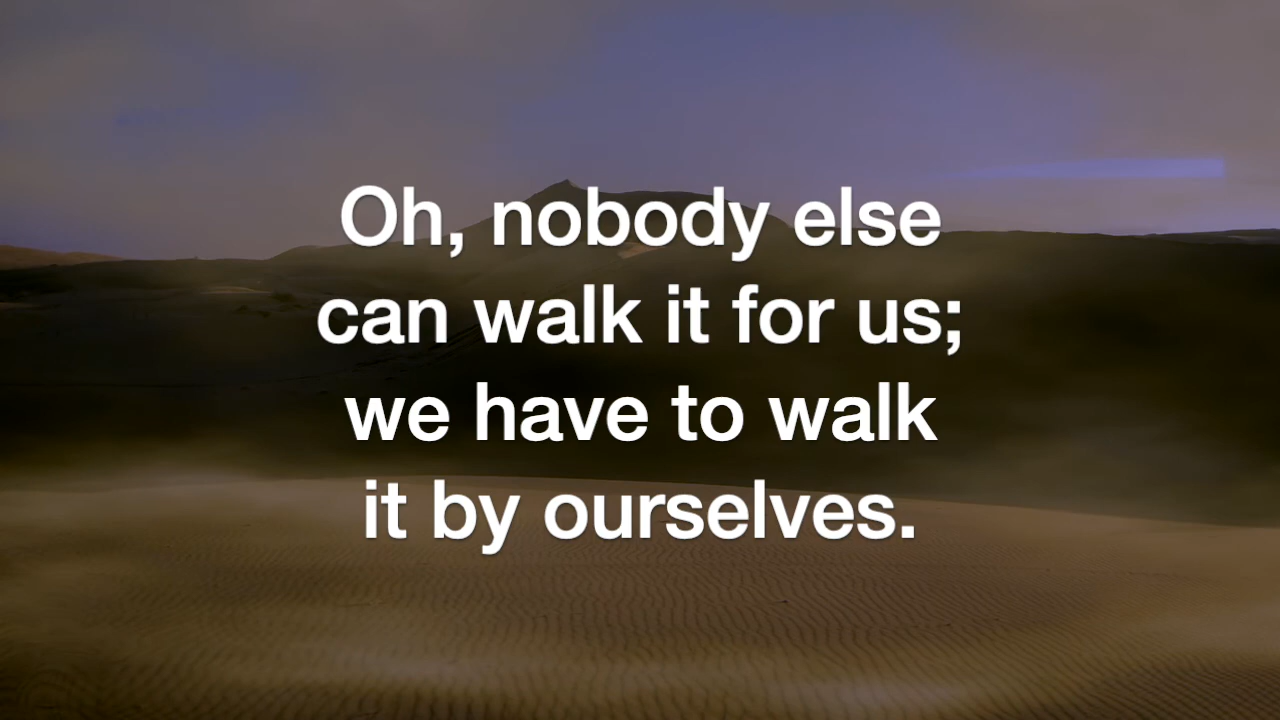 Oh, nobody else
can walk it for us;
we have to walk
it by ourselves.